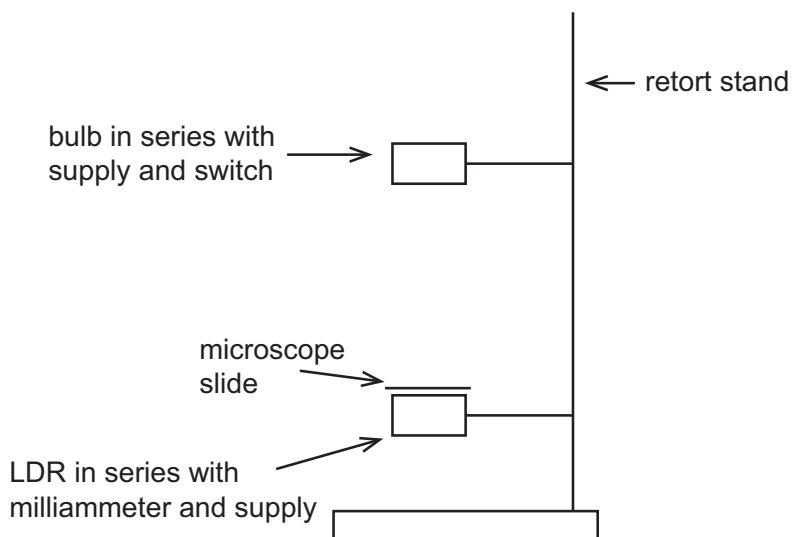 retort stand
bulb in series with
supply and switch
microscope
slide
LDR in series with
milliammeter and supply